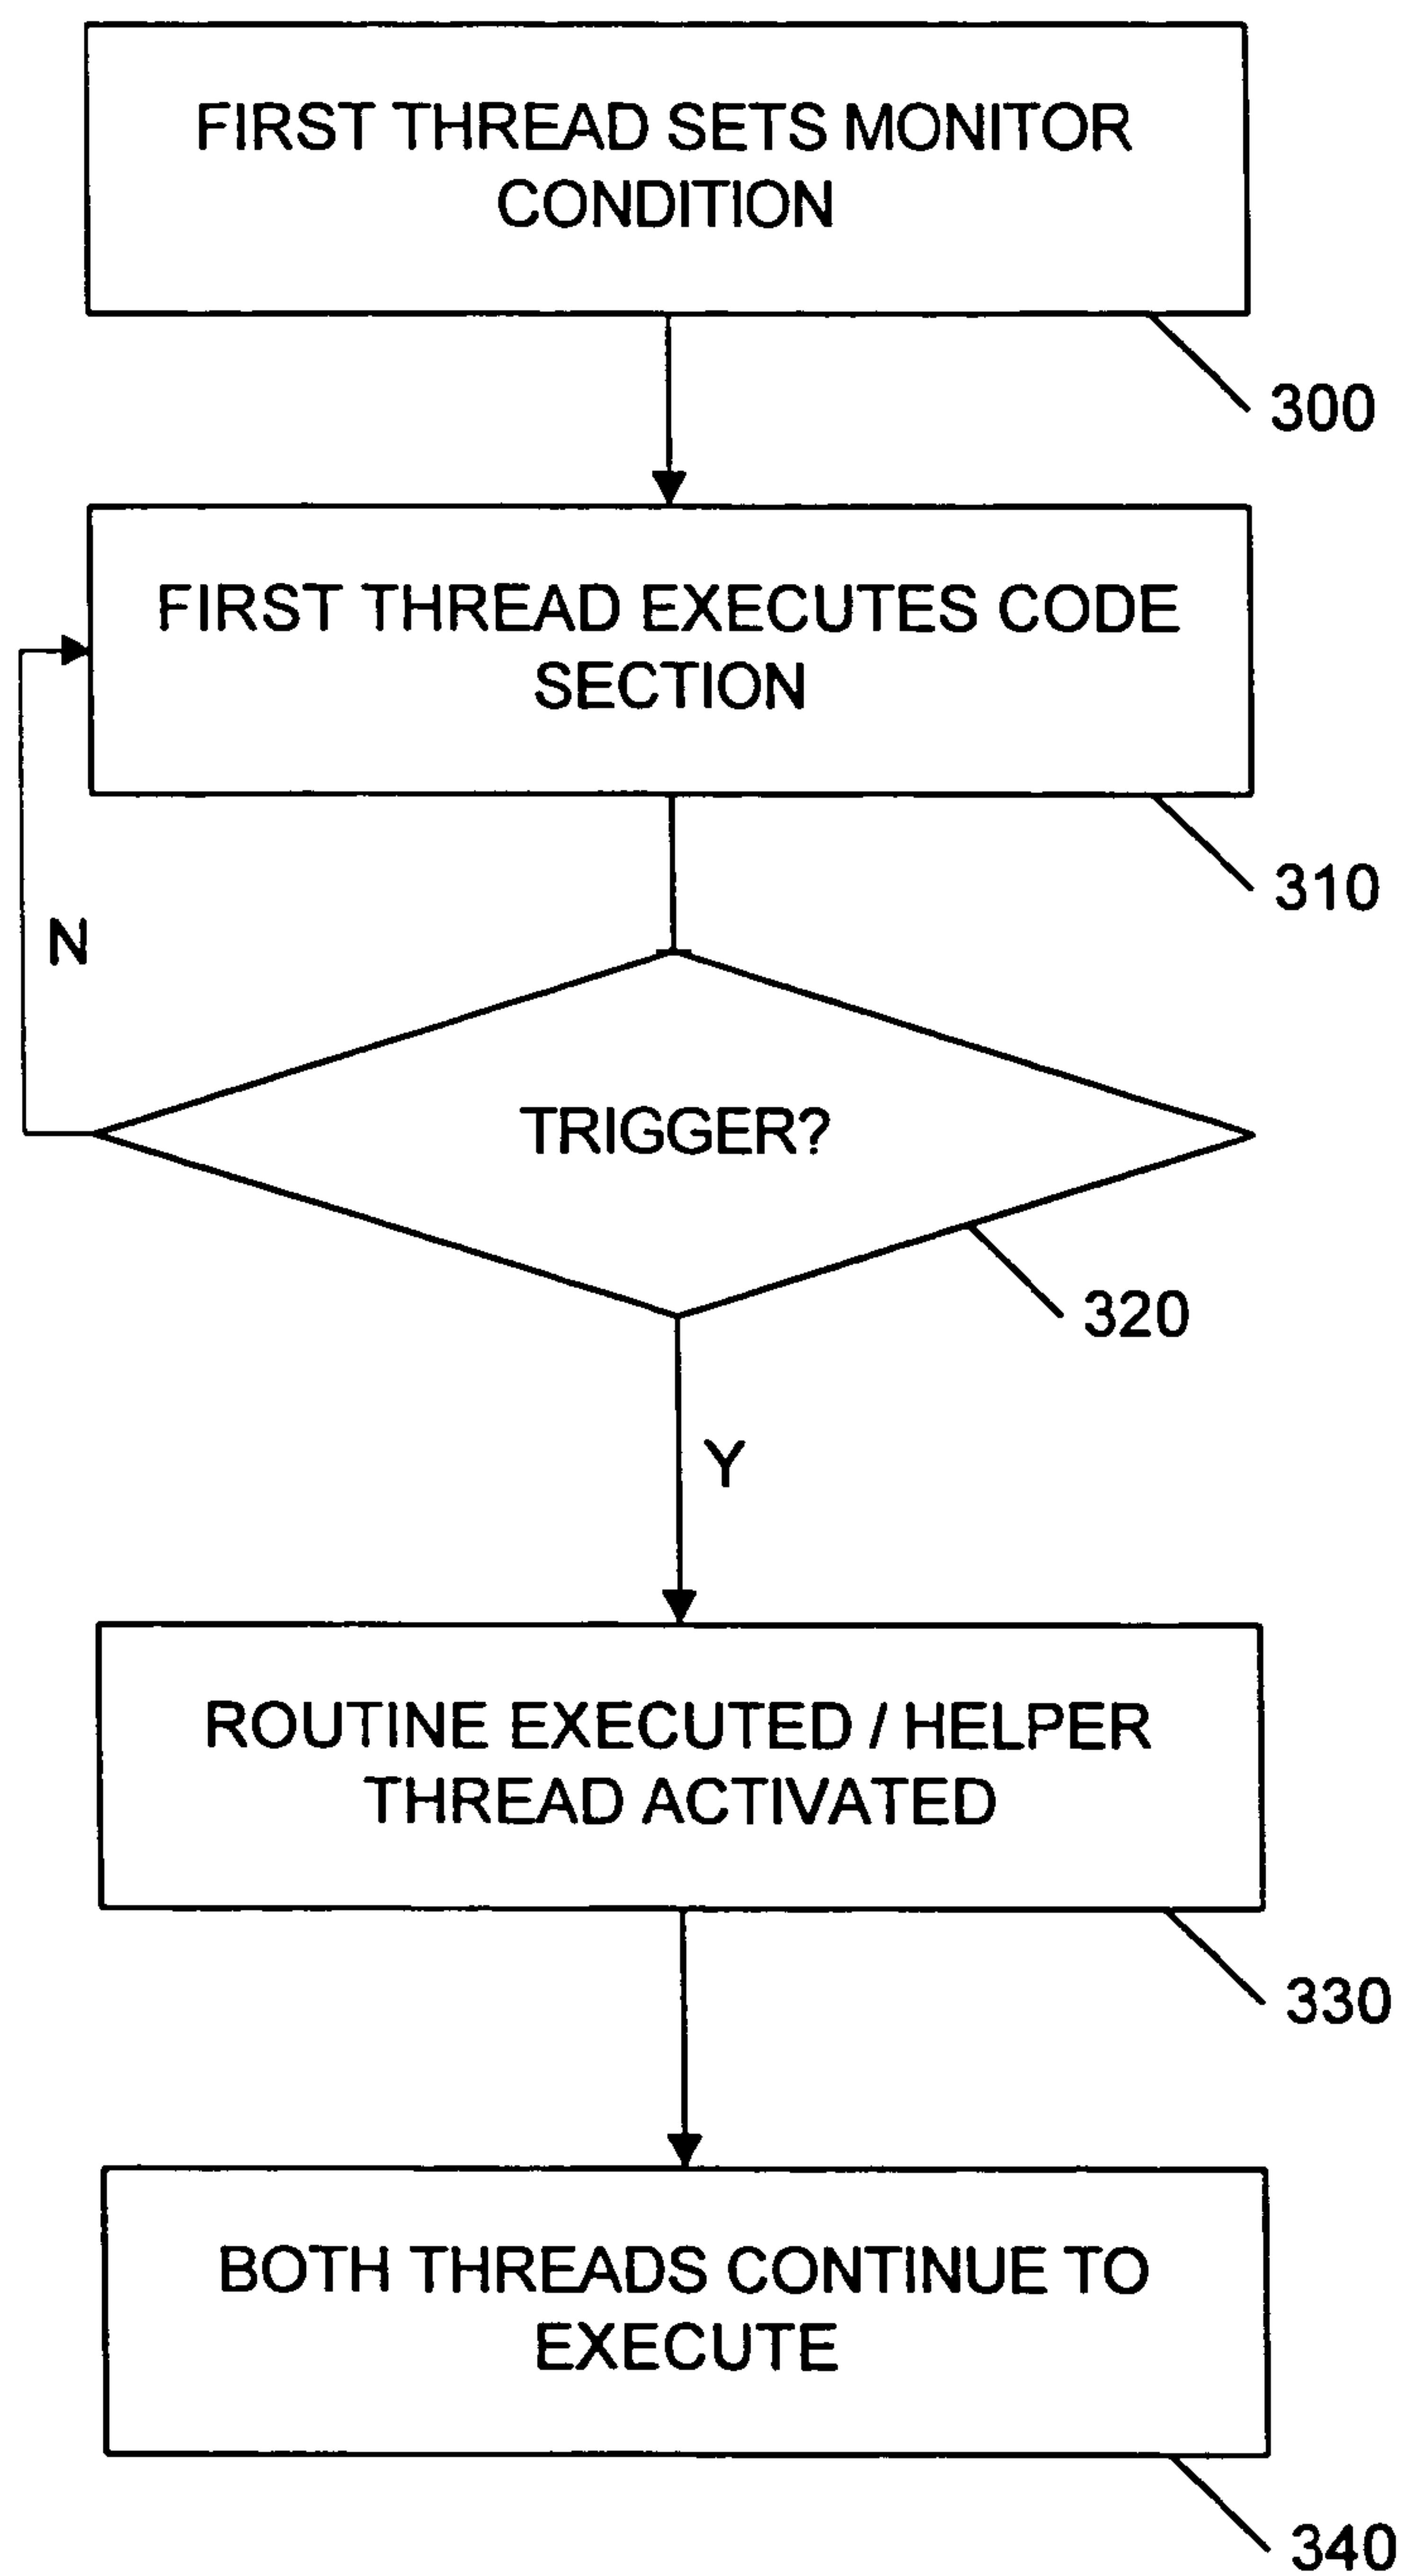 FIRST THREAD SETS MONITOR
CONDITION
300
FIRST THREAD EXECUTES CODE
SECTION
310
N
TRIGGER?
320
Y
ROUTINE EXECUTED / HELPER
THREAD ACTIVATED
330
BOTH THREADS CONTINUE TO
EXECUTE
340